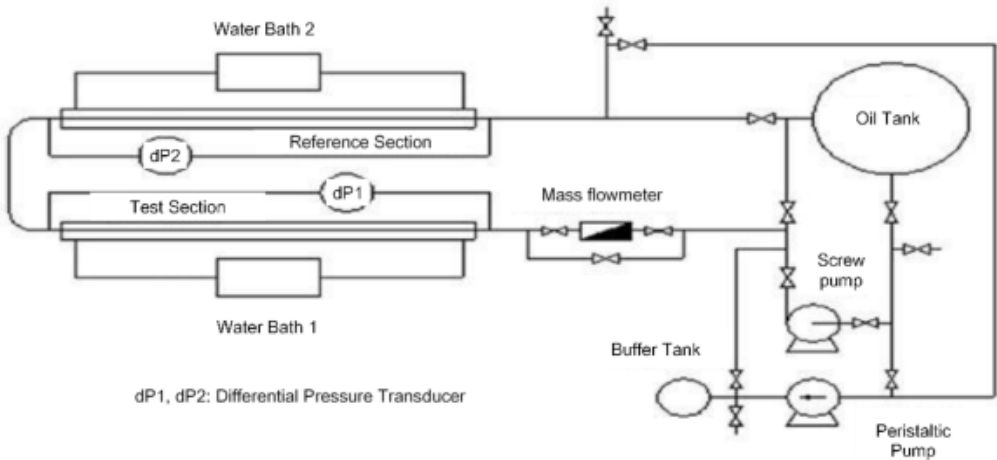 Water Bath 2
Oil Tank
Reference Section
dP2
dP1
Mass flowmeter
Test Section
Screw
pump
Water Bath 1
Buffer Tank
dP1, dP2: Differential Pressure Transducer
Peristaltic
Pump